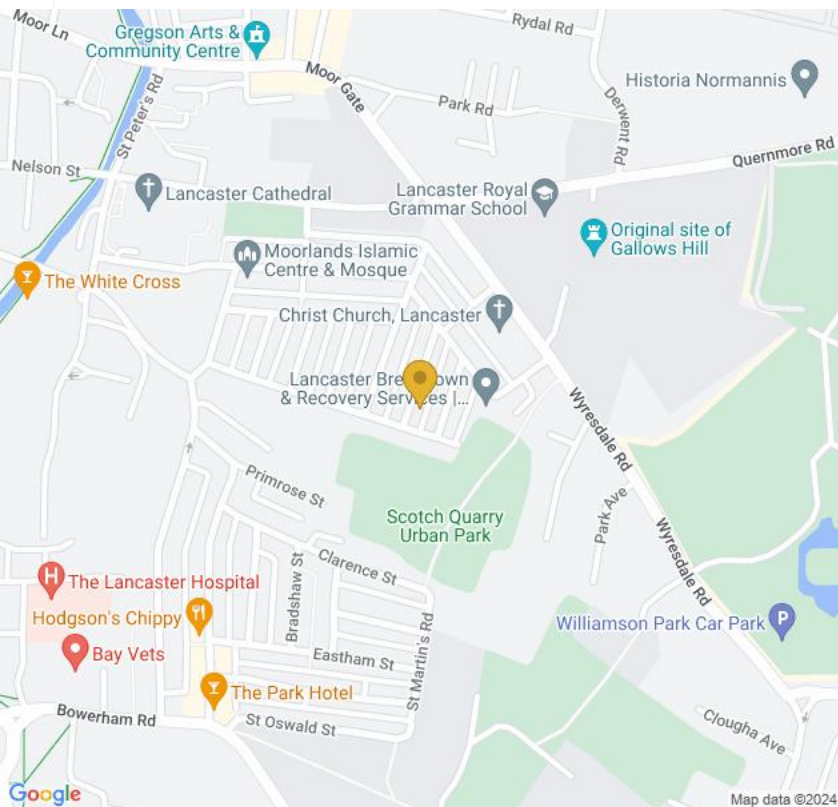 Moor Ln
Gregson Arts &
Community Centre
Rydal Rd
Moor Gate
Historia Normannis
Park Rd
Derwent Rd
St Peter's Rd
Quernmore Rd
Nelson St
Lancaster Cathedral
Lancaster Royal
Grammar School
Original site of
Gallows Hill
Moorlands Islamic
Centre & Mosque
The White Cross
Christ Church, Lancaster
Lancaster
& Recovery Services |...
Wyresdale Rd
Primrose St
Park Ave
Scotch Quarry
Urban Park
Wyresdale Rd
Clarence St
Bradshaw St
The Lancaster Hospital
Hodgson's Chippy
St Martin's Rd
Williamson Park Car Park
P
H
Bay Vets
Eastham St
The Park Hotel
Bowerham Rd
St Oswald St
Clougha Ave
Google
Map data ©2024